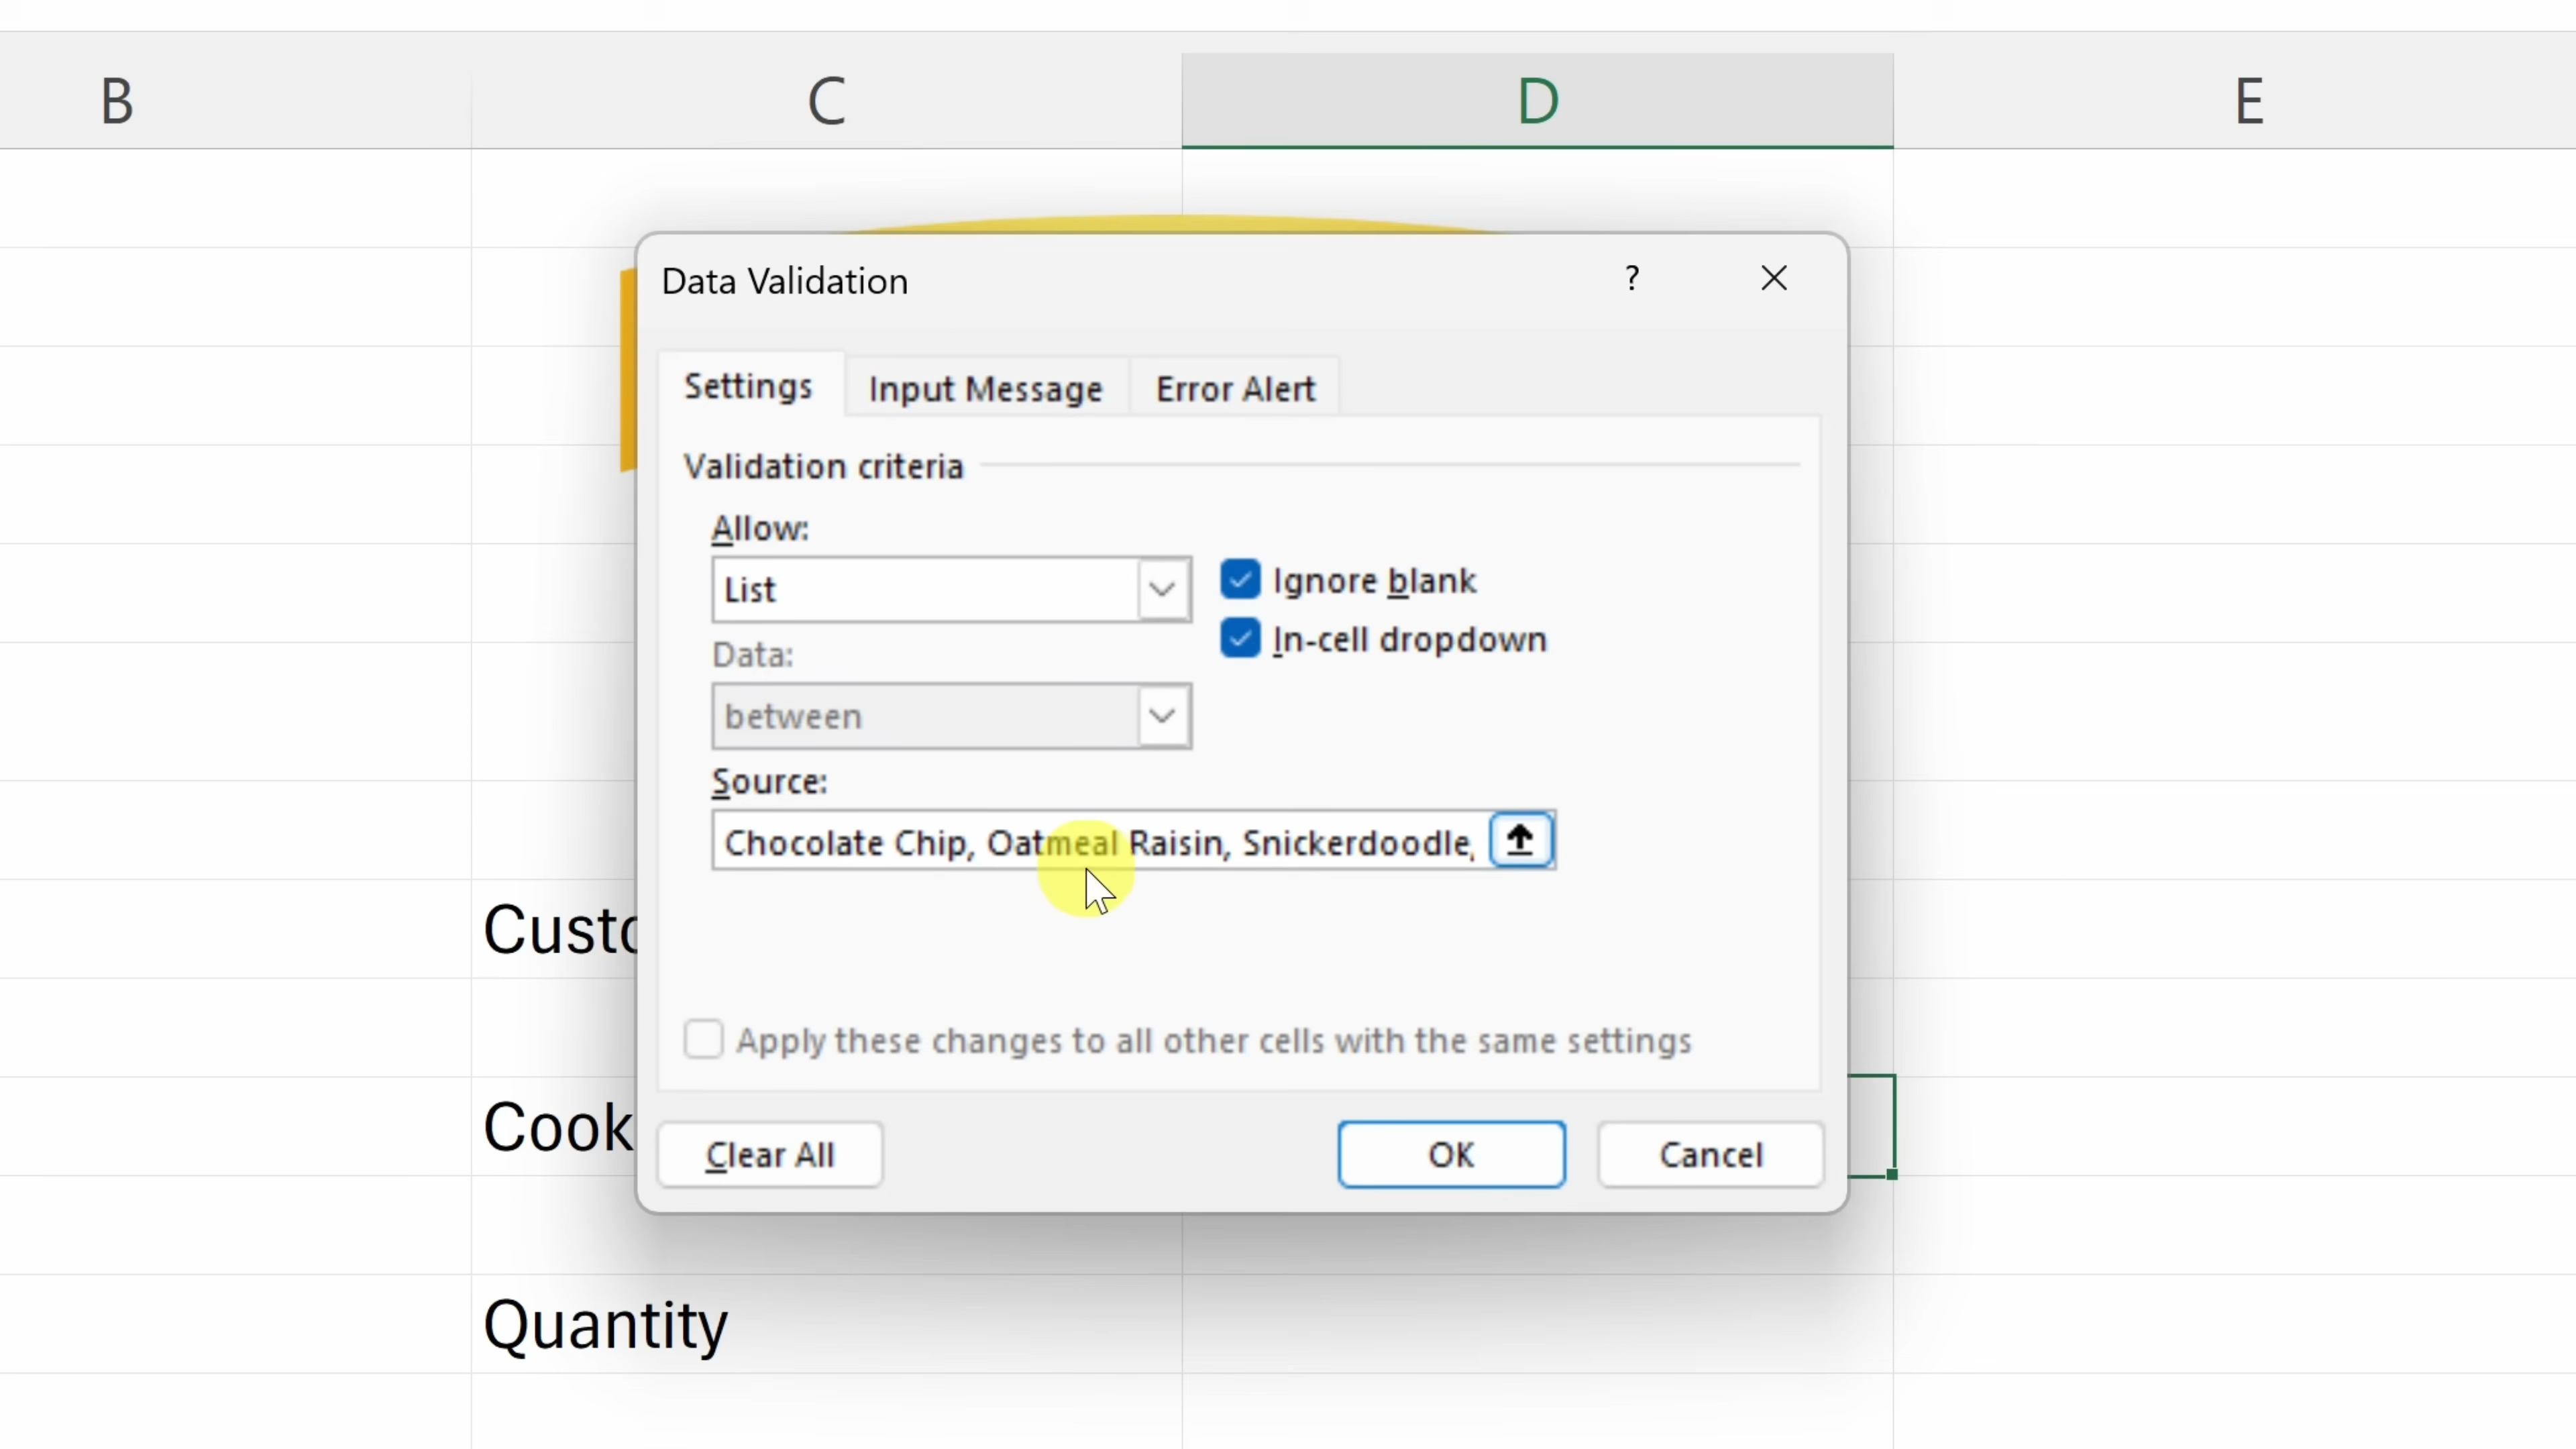 B C D E
Data Validation ?
Settings Input Message Error Alert
Validation criteria
Allow:
List
Ignore blank
In-cell dropdown
Data:
between
Source:
Chocolate Chip, Oatmeal Raisin, Snickerdoodle,
Custo
Apply these changes to all other cells with the same settings
Cook
Clear All OK Cancel
Quantity